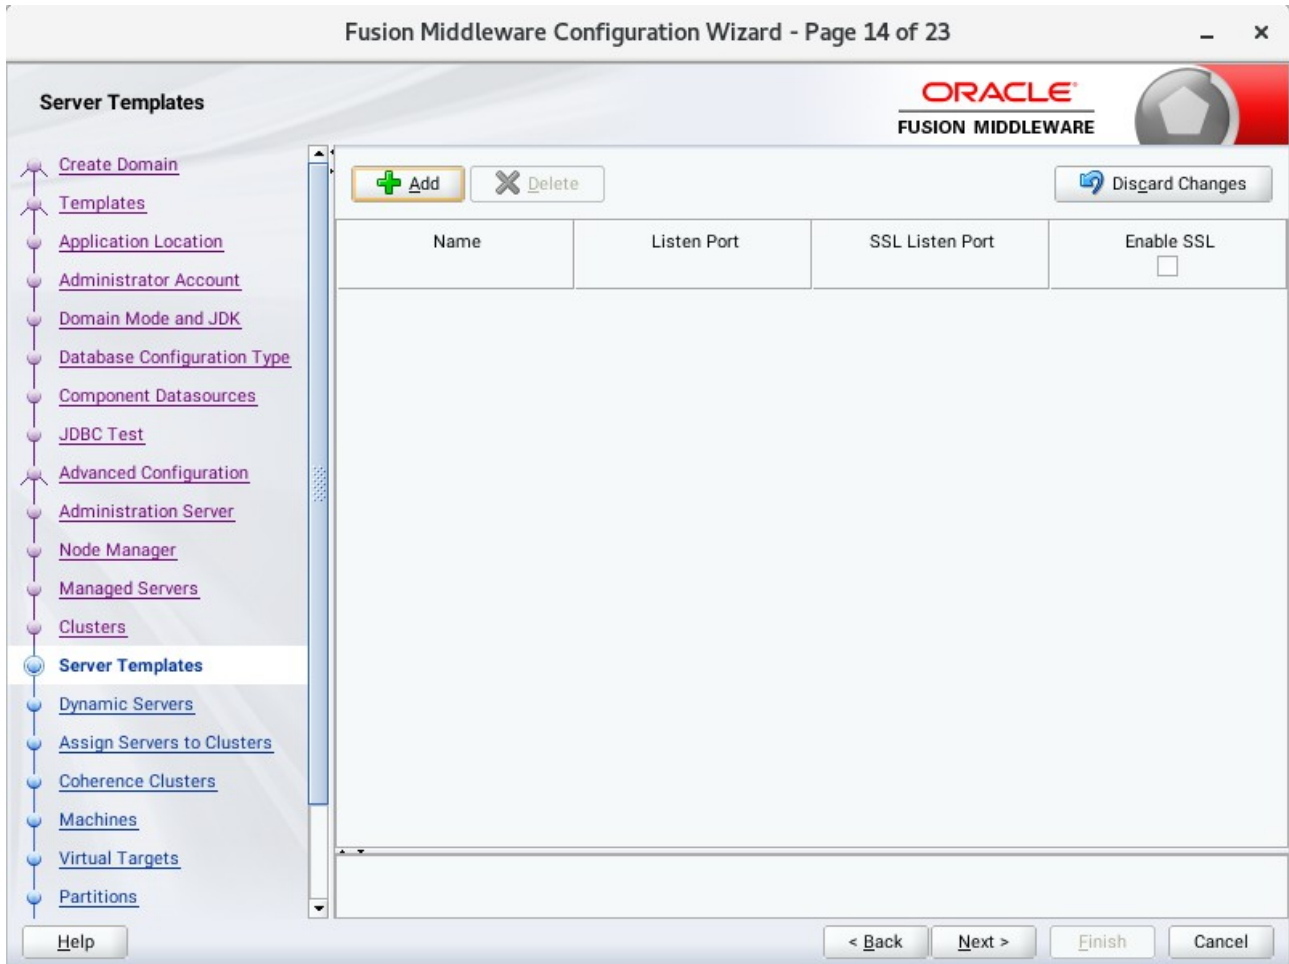 Fusion Middleware Configuration Wizard - Page 14 of 23
Server Templates
ORACLE
FUSION MIDDLEWARE
Create Domain
Templates
Application Location
Administrator Account
Domain Mode and JDK
Database Configuration Type
Component Datasources
JDBC Test
Advanced Configuration
Administration Server
Node Manager
Managed Servers
Clusters
Server Templates
Dynamic Servers
Assign Servers to Clusters
Coherence Clusters
Machines
Virtual Targets
Partitions
Add Delete Discard Changes
Name Listen Port SSL Listen Port Enable SSL
Help < Back Next > Finish Cancel